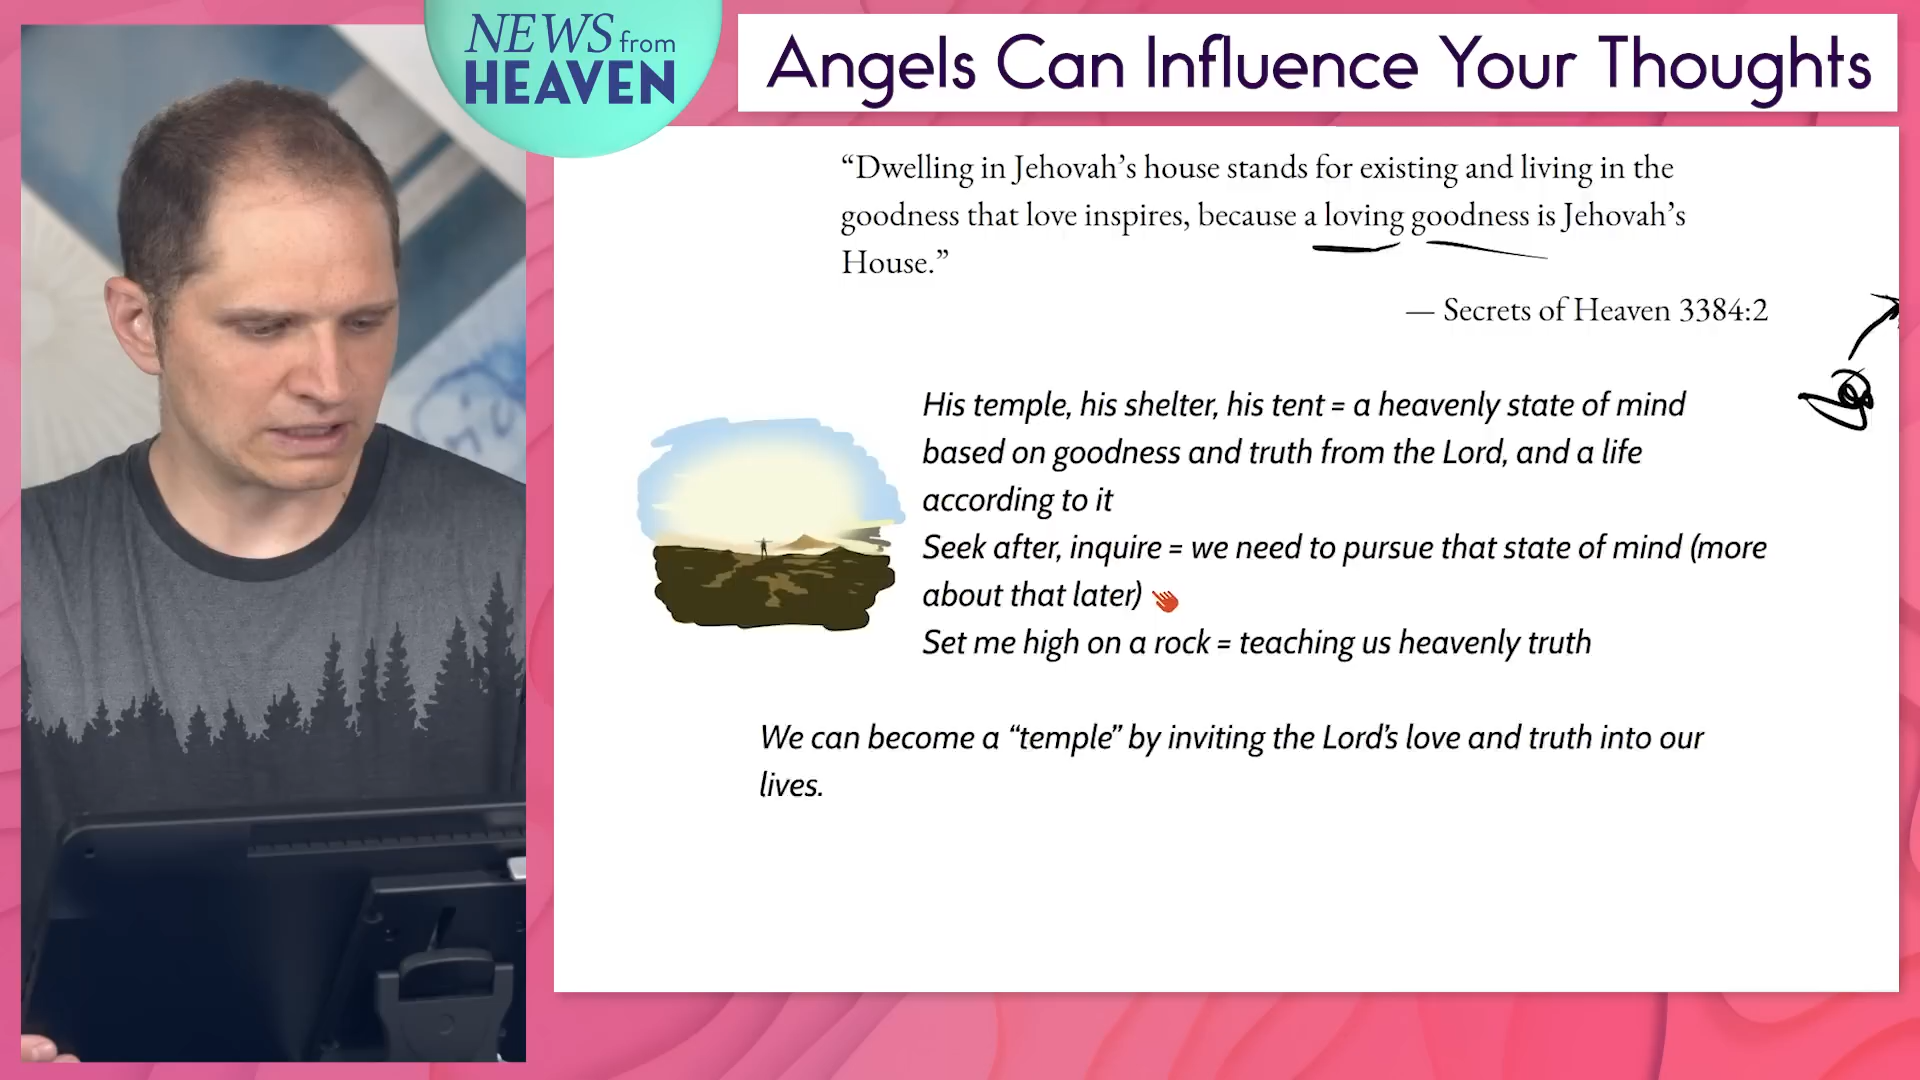 NEWS from
HEAVEN
Angels Can Influence Your Thoughts
“Dwelling in Jehovah’s house stands for existing and living in the
goodness that love inspires, because a loving goodness is Jehovah’s
House.”
— Secrets of Heaven 3384:2
His temple, his shelter, his tent = a heavenly state of mind
based on goodness and truth from the Lord, and a life
according to it
Seek after, inquire = we need to pursue that state of mind (more
about that later)
Set me high on a rock = teaching us heavenly truth
We can become a “temple” by inviting the Lord’s love and truth into our
lives.